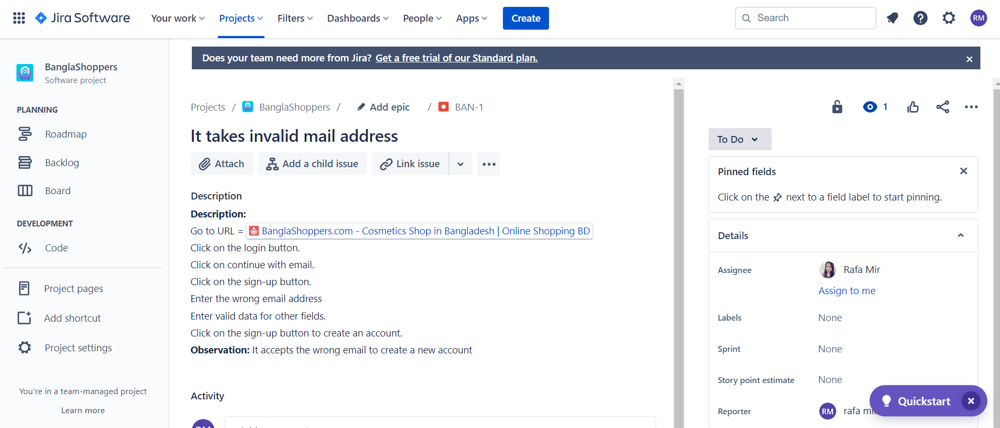 Jira Software
Your work
Projects
Filters
Dashboards
People
Apps
Create
Search
RM
Does your team need more from Jira? Get a free trial of our Standard plan.
BanglaShoppers
Software project
PLANNING
Roadmap
Backlog
Board
DEVELOPMENT
Code
Project pages
Add shortcut
Project settings
You're in a team-managed project
Learn more
Projects / BanglaShoppers / Add epic / BAN-1
It takes invalid mail address
Attach
Add a child issue
Link issue
Description
Description:
Go to URL = BanglaShoppers.com - Cosmetics Shop in Bangladesh | Online Shopping BD
Click on the login button.
Click on continue with email.
Click on the sign-up button.
Enter the wrong email address
Enter valid data for other fields.
Click on the sign-up button to create an account.
Observation: It accepts the wrong email to create a new account
Activity
1
To Do
Pinned fields
Click on the next to a field label to start pinning.
Details
Assignee
Rafa Mir
Assign to me
Labels
None
Sprint
None
Story point estimate
None
Reporter
RM
rafa
Quickstart